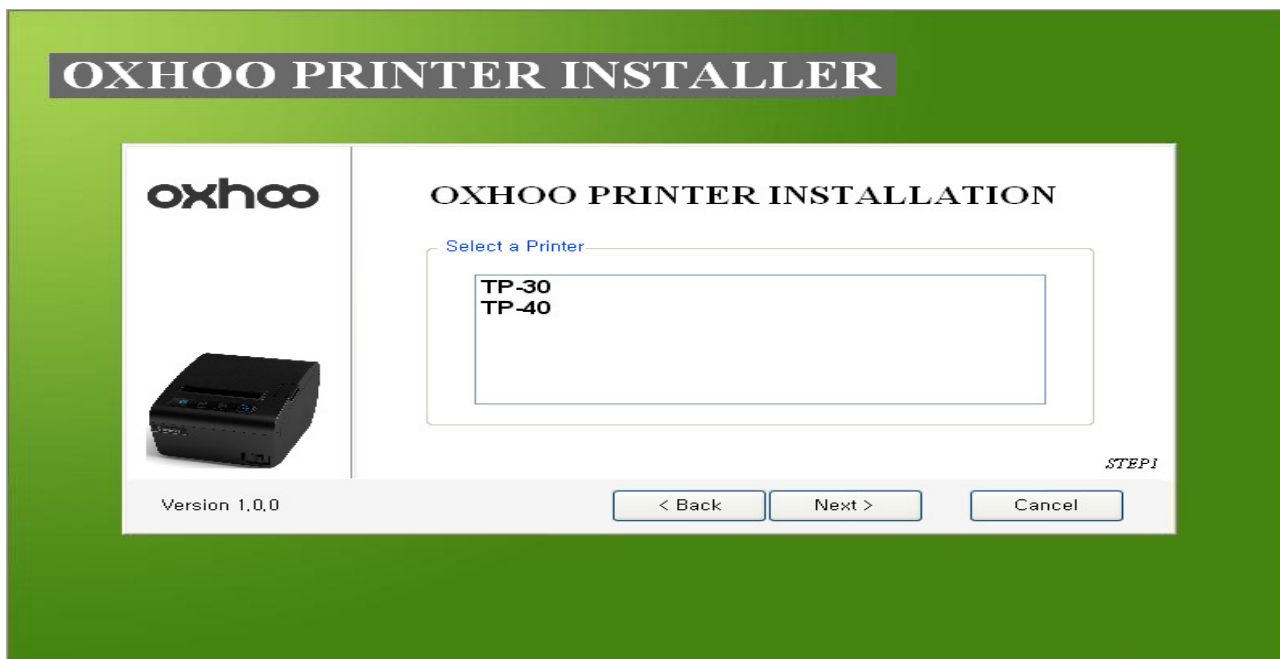 OXHOO PRINTER INSTALLER
oxhoo
OXHOO PRINTER INSTALLATION
Select a Printer
TP-30
TP-40
STEP1
Version 1,0,0
< Back
Next >
Cancel